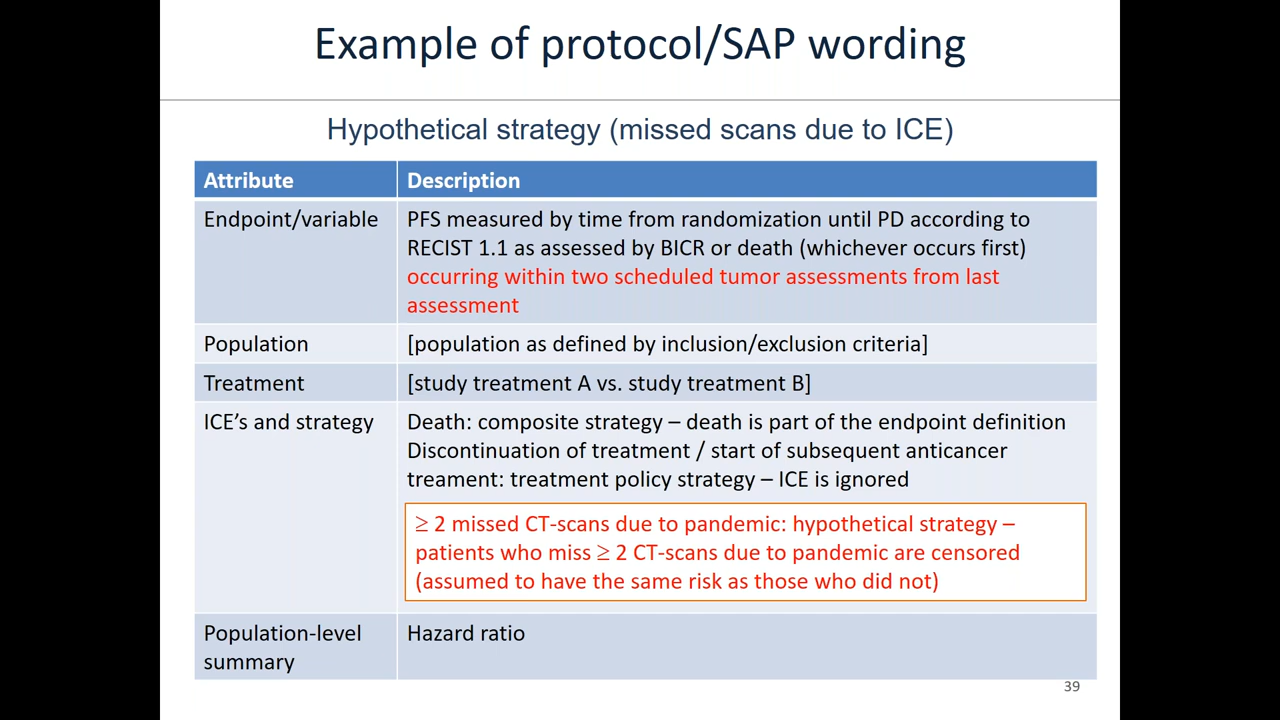 Example of protocol/SAP wording
Hypothetical strategy (missed scans due to ICE)
Attribute
Description
Endpoint/variable
PFS measured by time from randomization until PD according to
RECIST 1.1 as assessed by BICR or death (whichever occurs first)
occurring within two scheduled tumor assessments from last
assessment
Population
[population as defined by inclusion/exclusion criteria]
Treatment
[study treatment A vs. study treatment B]
ICE’s and strategy
Death: composite strategy – death is part of the endpoint definition
Discontinuation of treatment / start of subsequent anticancer
treament: treatment policy strategy – ICE is ignored
≥ 2 missed CT-scans due to pandemic: hypothetical strategy –
patients who miss ≥ 2 CT-scans due to pandemic are censored
(assumed to have the same risk as those who did not)
Population-level
summary
Hazard ratio
39